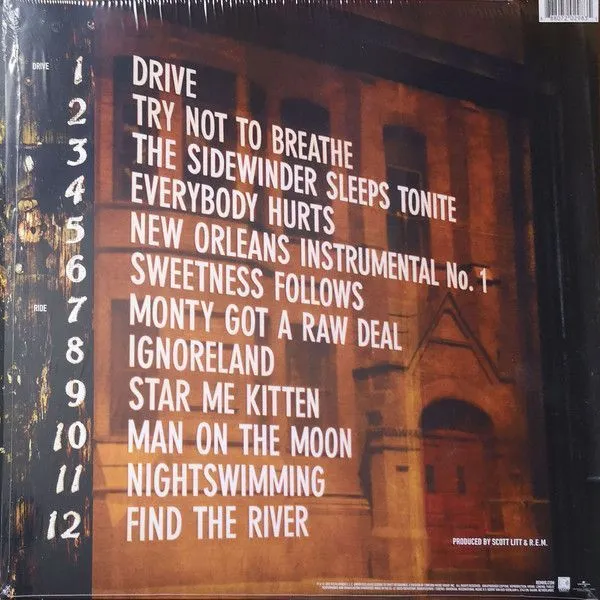 DRIVE
1 DRIVE
2 TRY NOT TO BREATHE
3 THE SIDEWINDER SLEEPS TONITE
4 EVERYBODY HURTS
5 NEW ORLEANS INSTRUMENTAL No. 1
6 SWEETNESS FOLLOWS
RIDE
7 MONTY GOT A RAW DEAL
8 IGNORELAND
9 STAR ME KITTEN
10 MAN ON THE MOON
11 NIGHTSWIMMING
12 FIND THE RIVER
PRODUCED BY SCOTT LITT & R.E.M.
REMHQ.COM